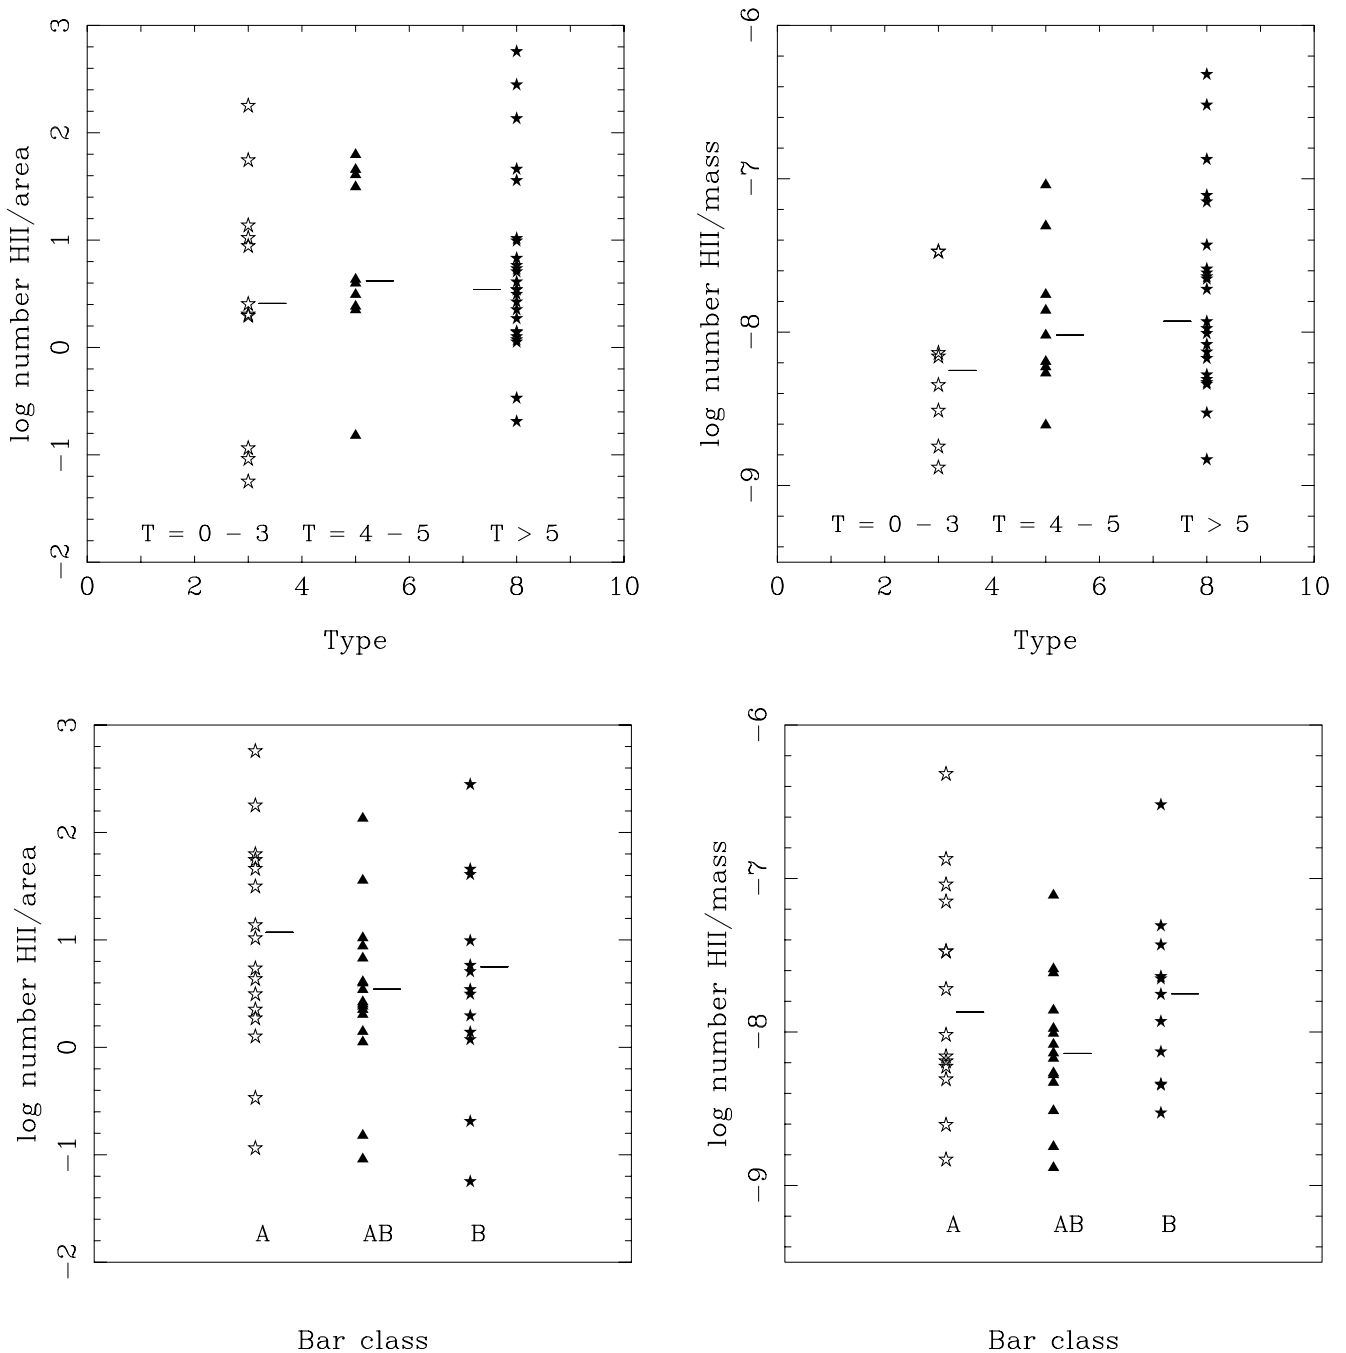 log number HII/area
3
2
1
0
−1
−2
T = 0 − 3 T = 4 − 5 T > 5
0 2 4 6 8 10
Type
log number HII/mass
−6
−7
−8
−9
T = 0 − 3 T = 4 − 5 T > 5
0 2 4 6 8 10
Type
log number HII/area
3
2
1
0
−1
−2
A AB B
Bar class
log number HII/mass
−6
−7
−8
−9
A AB B
Bar class